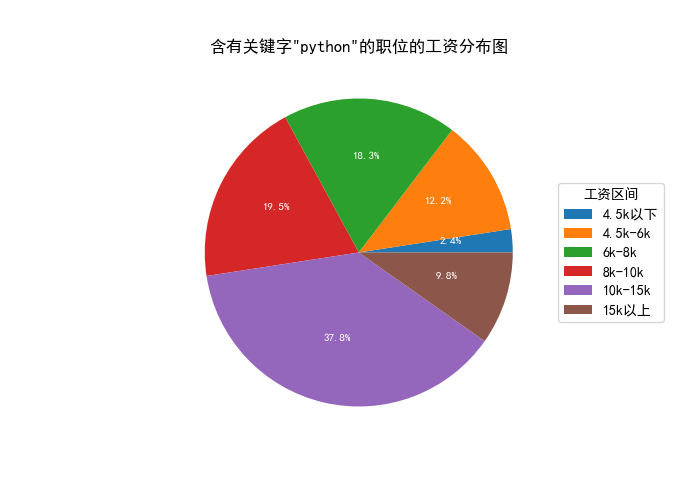 含有关键字"python"的职位的工资分布图
18.3%
12.2%
19.5%
2.4%
9.8%
37.8%
工资区间
4.5k以下
4.5k-6k
6k-8k
8k-10k
10k-15k
15k以上